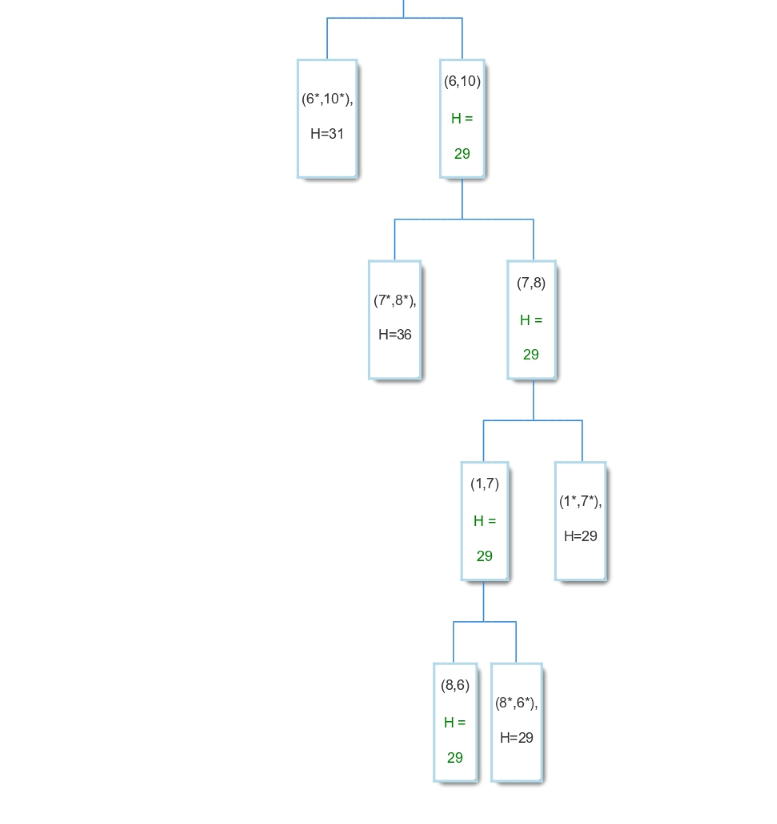 (6*,10*),
H=31
(6,10)
H =
29
(7*,8*),
H=36
(7,8)
H =
29
(1,7)
H =
29
(1*,7*),
H=29
(8,6)
H =
29
(8*,6*),
H=29